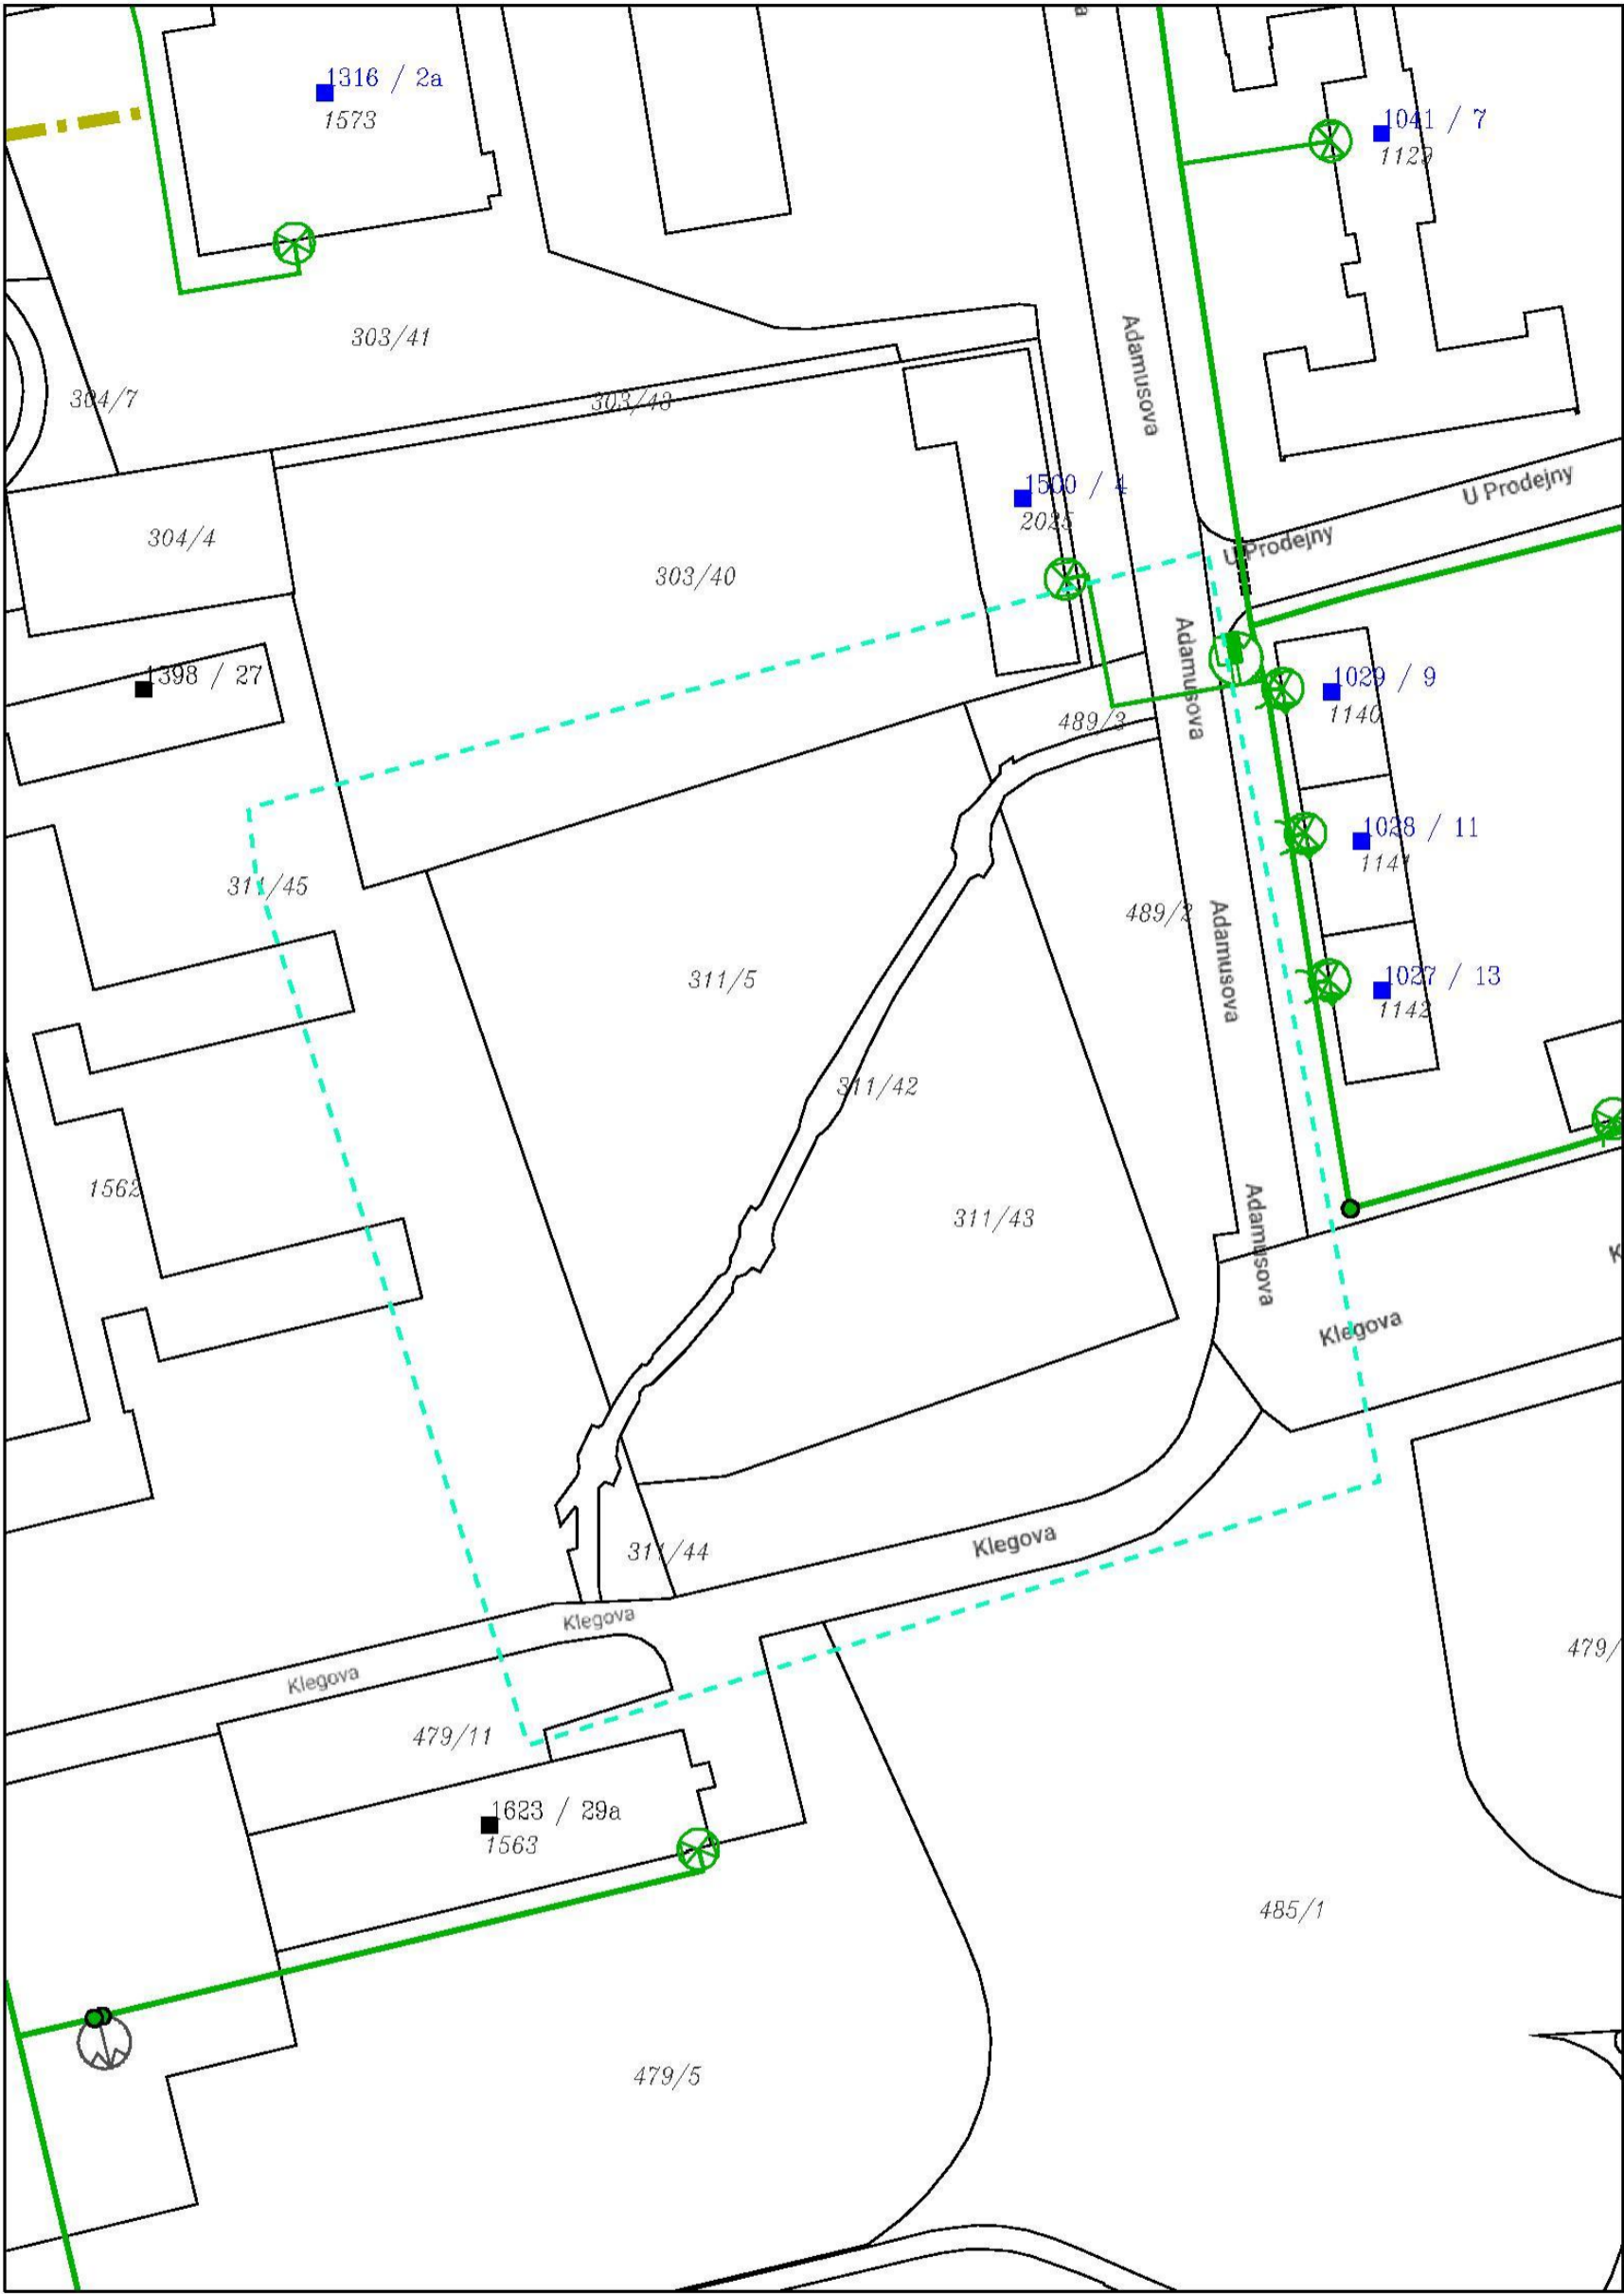 a
1316 / 2a
1573
1041 / 7
1129
303/41
Adamusova
304/7
303/43
U Prodejny
1500 / 4
2025
304/4
U Prodejny
303/40
1398 / 27
Adamusova
1029 / 9
1140
489/3
1028 / 11
1141
311/45
489/2
Adamusova
311/5
1027 / 13
1142
311/42
1562
311/43
Adamusova
K
Klegova
Klegova
311/44
Klegova
479/
Klegova
479/11
1623 / 29a
1563
485/1
479/5